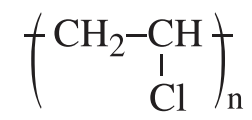 ( CH₂–CH )ₙ
Cl